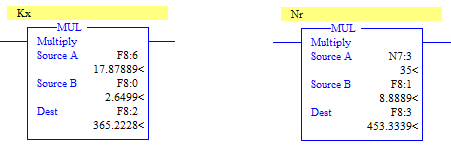 Kx
MUL
Multiply
Source A F8:6
17.87889<
Source B F8:0
2.6499<
Dest F8:2
365.2228<
Nr
MUL
Multiply
Source A N7:3
35<
Source B F8:1
8.8889<
Dest F8:3
453.3339<